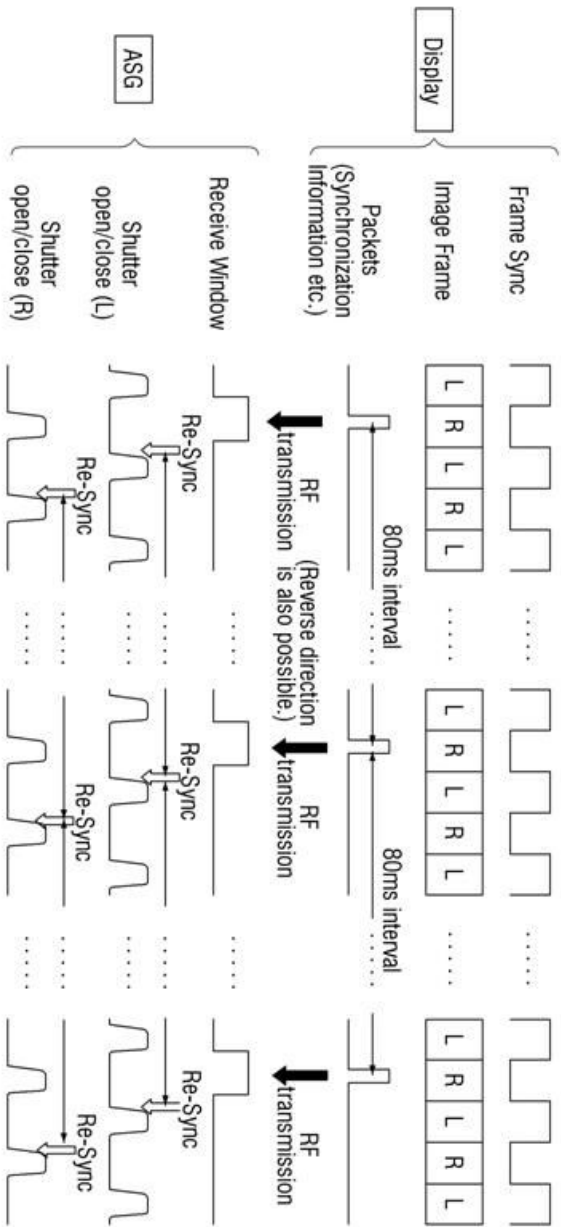 Display
Frame Sync
Image Frame
L R L R L
. . . . .
L R L R L
. . . . .
L R L R L
Packets
(Synchronization
Information etc.)
80ms interval
. . . . .
80ms interval
. . . . .
RF
transmission
(Reverse direction
is also possible.)
RF
transmission
RF
transmission
ASG
Receive Window
. . . . .
. . . . .
Shutter
open/close (L)
Re-Sync
. . . . .
. . . . .
Re-Sync
. . . . .
. . . . .
Re-Sync
Shutter
open/close (R)
Re-Sync
. . . . .
. . . . .
Re-Sync
. . . . .
. . . . .
Re-Sync